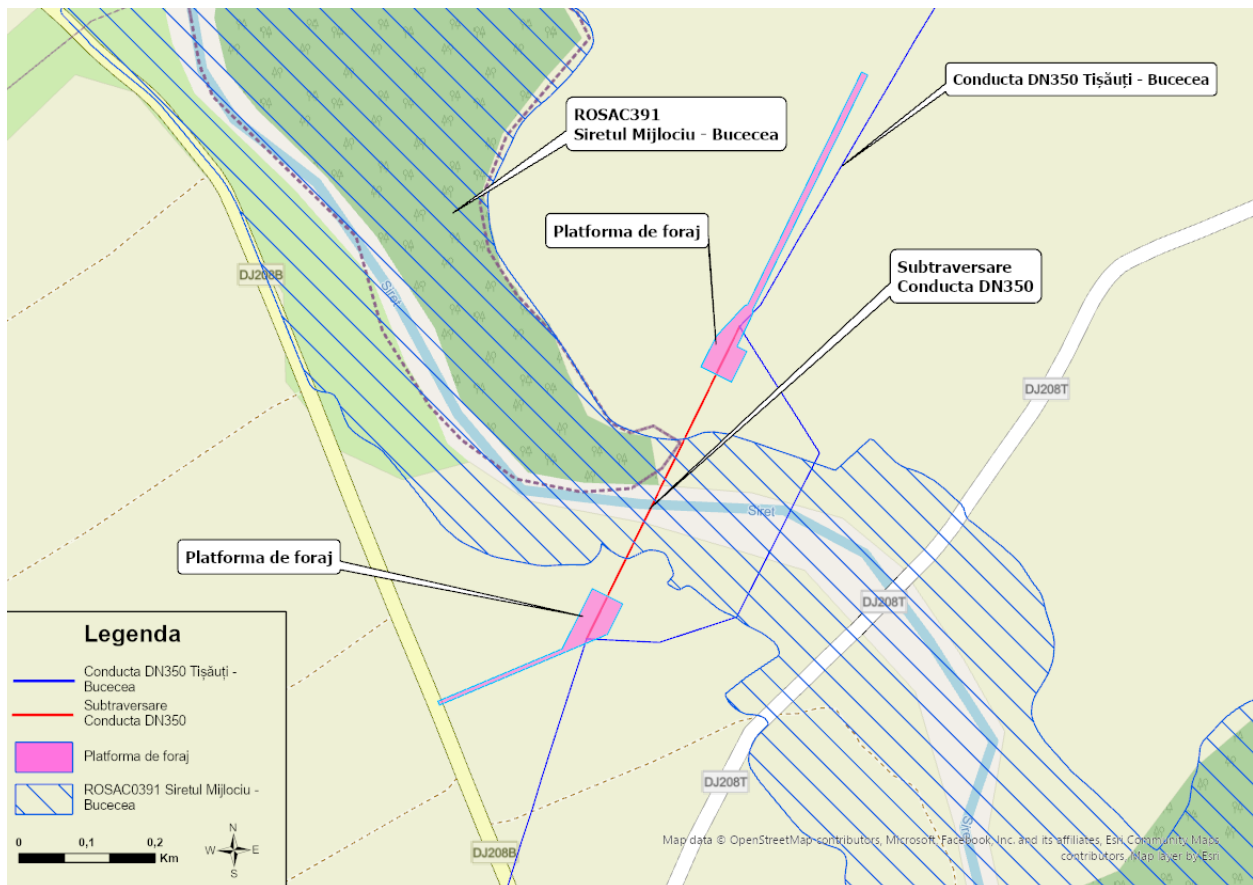 Conducta DN350 Tișăuți - Bucecea
ROSAC391
Siretul Mijlociu - Bucecea
Platforma de foraj
Subtraversare
Conducta DN350
DJ208B
Siret
DJ208T
Siret
Platforma de foraj
DJ208T
Legenda
Conducta DN350 Tișăuți -
Bucecea
Subtraversare
Conducta DN350
Platforma de foraj
ROSAC0391 Siretul Mijlociu -
Bucecea
0 0,1 0,2
Km
N
W E
S
DJ208T
DJ208B
Siret
Map data © OpenStreetMap contributors, Microsoft, Facebook, Inc. and its affiliates, Esri Community Maps
contributors, Map layer by Esri